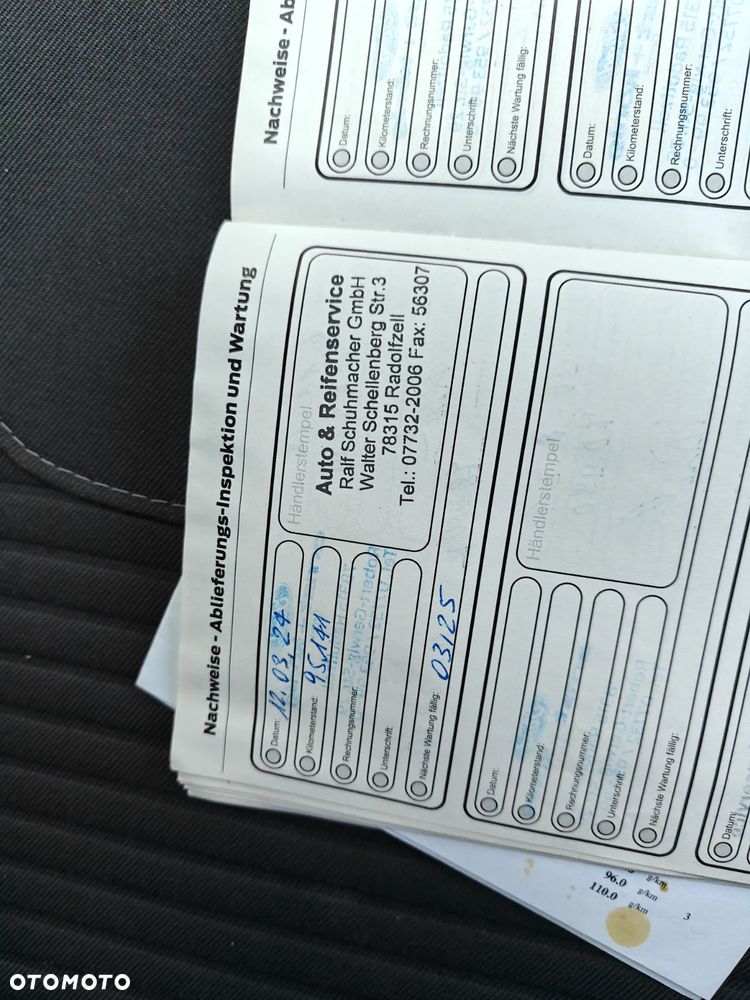 Nachweise - Ab
Datum:
Kilometerstand:
Rechnungsnummer:
Unterschrift:
Nächste Wartung fällig:
Datum:
Kilometerstand:
Rechnungsnummer:
Unterschrift:
Nachweise - Ablieferungs-Inspektion und Wartung
Datum: 12.03.24
Kilometerstand: 95141
Rechnungsnummer:
Unterschrift:
Nächste Wartung fällig: 03/25
Händlerstempel
Auto & Reifenservice
Ralf Schuhmacher GmbH
Walter Schellenberg Str.3
78315 Radolfzell
Tel.: 07732-2006 Fax: 56307
Datum:
Kilometerstand:
Rechnungsnummer:
Unterschrift:
Nächste Wartung fällig:
Händlerstempel
Datum:
g/km
96.0 g/km
110.0 g/km
3
OTOMOTO